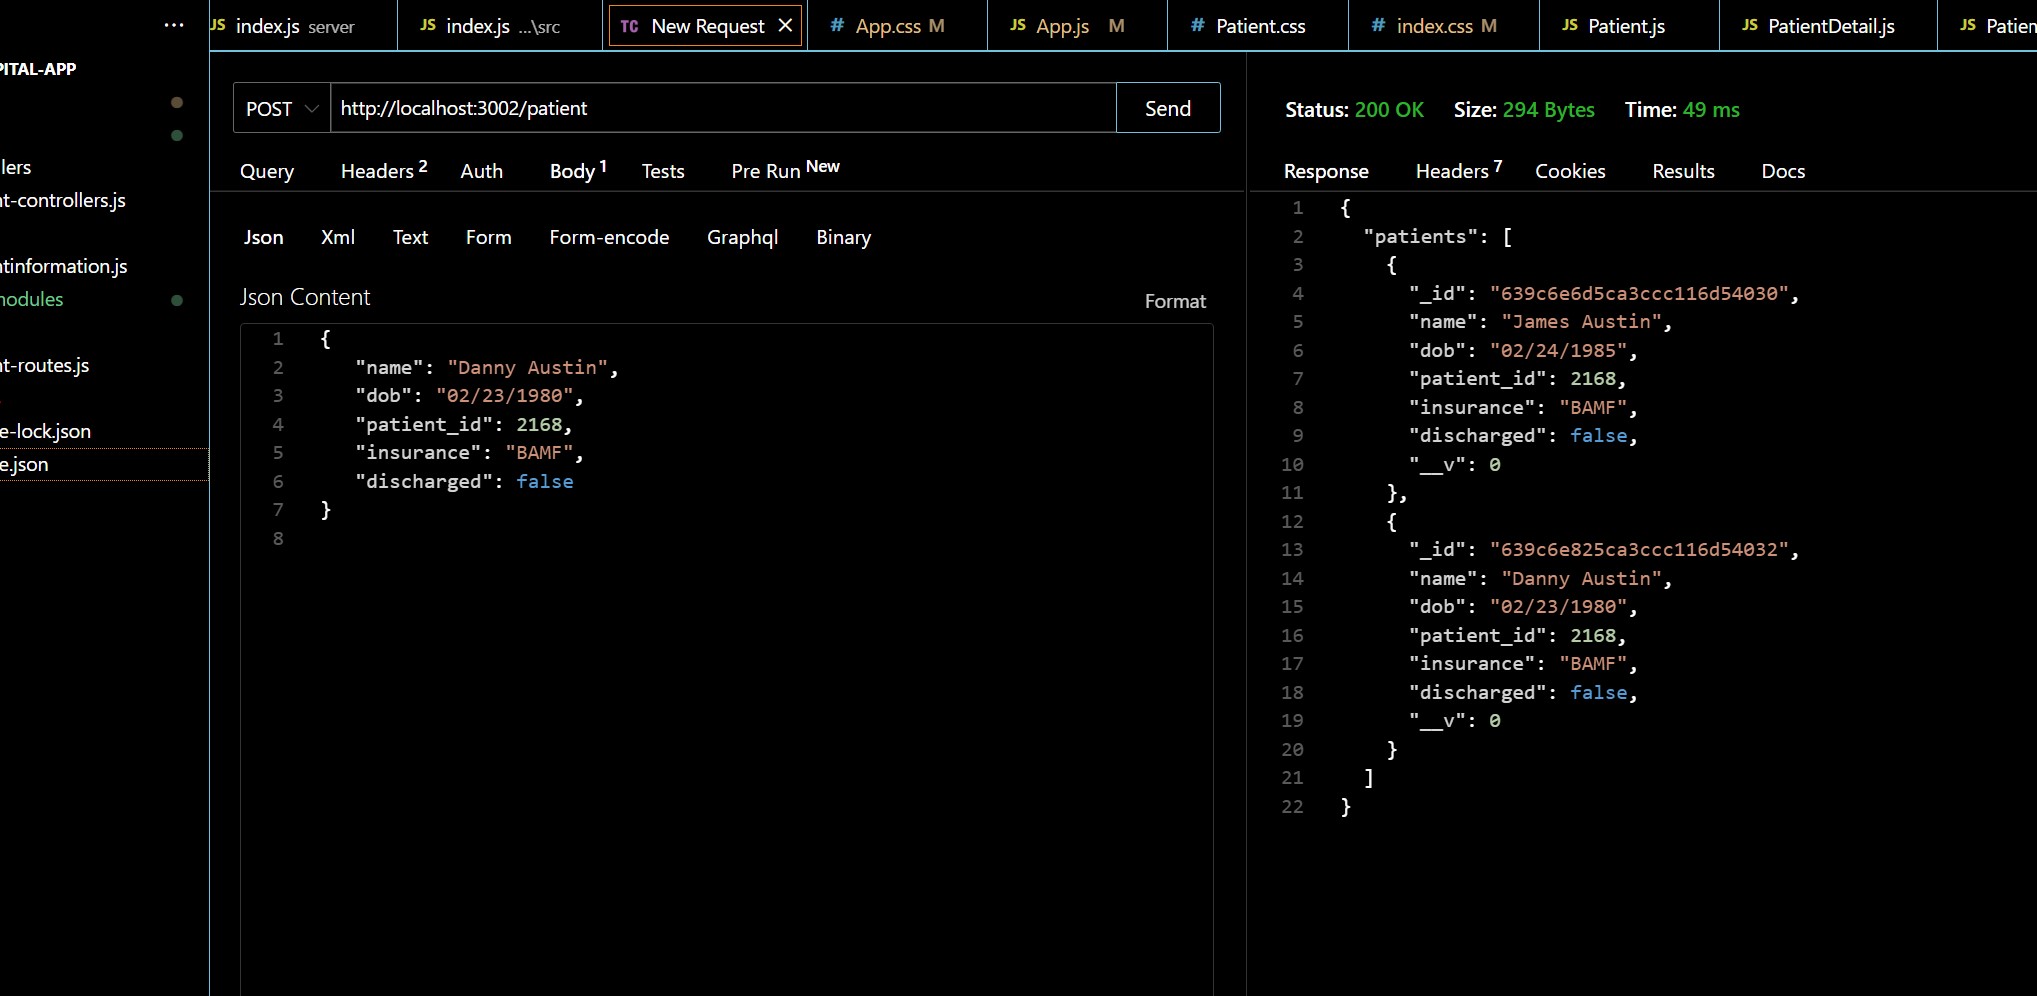 ··· JS index.js server JS index.js ...\src TC New Request × # App.css M JS App.js M # Patient.css # index.css M JS Patient.js JS PatientDetail.js JS Patien
PITAL-APP
lers
nt-controllers.js
ntinformation.js
modules
nt-routes.js
e-lock.json
e.json
POST http://localhost:3002/patient Send
Query Headers 2 Auth Body 1 Tests Pre Run New
Json Xml Text Form Form-encode Graphql Binary
Json Content Format
1 {
2 "name": "Danny Austin",
3 "dob": "02/23/1980",
4 "patient_id": 2168,
5 "insurance": "BAMF",
6 "discharged": false
7 }
8
Status: 200 OK Size: 294 Bytes Time: 49 ms
Response Headers 7 Cookies Results Docs
1 {
2 "patients": [
3 {
4 "_id": "639c6e6d5ca3ccc116d54030",
5 "name": "James Austin",
6 "dob": "02/24/1985",
7 "patient_id": 2168,
8 "insurance": "BAMF",
9 "discharged": false,
10 "__v": 0
11 },
12 {
13 "_id": "639c6e825ca3ccc116d54032",
14 "name": "Danny Austin",
15 "dob": "02/23/1980",
16 "patient_id": 2168,
17 "insurance": "BAMF",
18 "discharged": false,
19 "__v": 0
20 }
21 ]
22 }